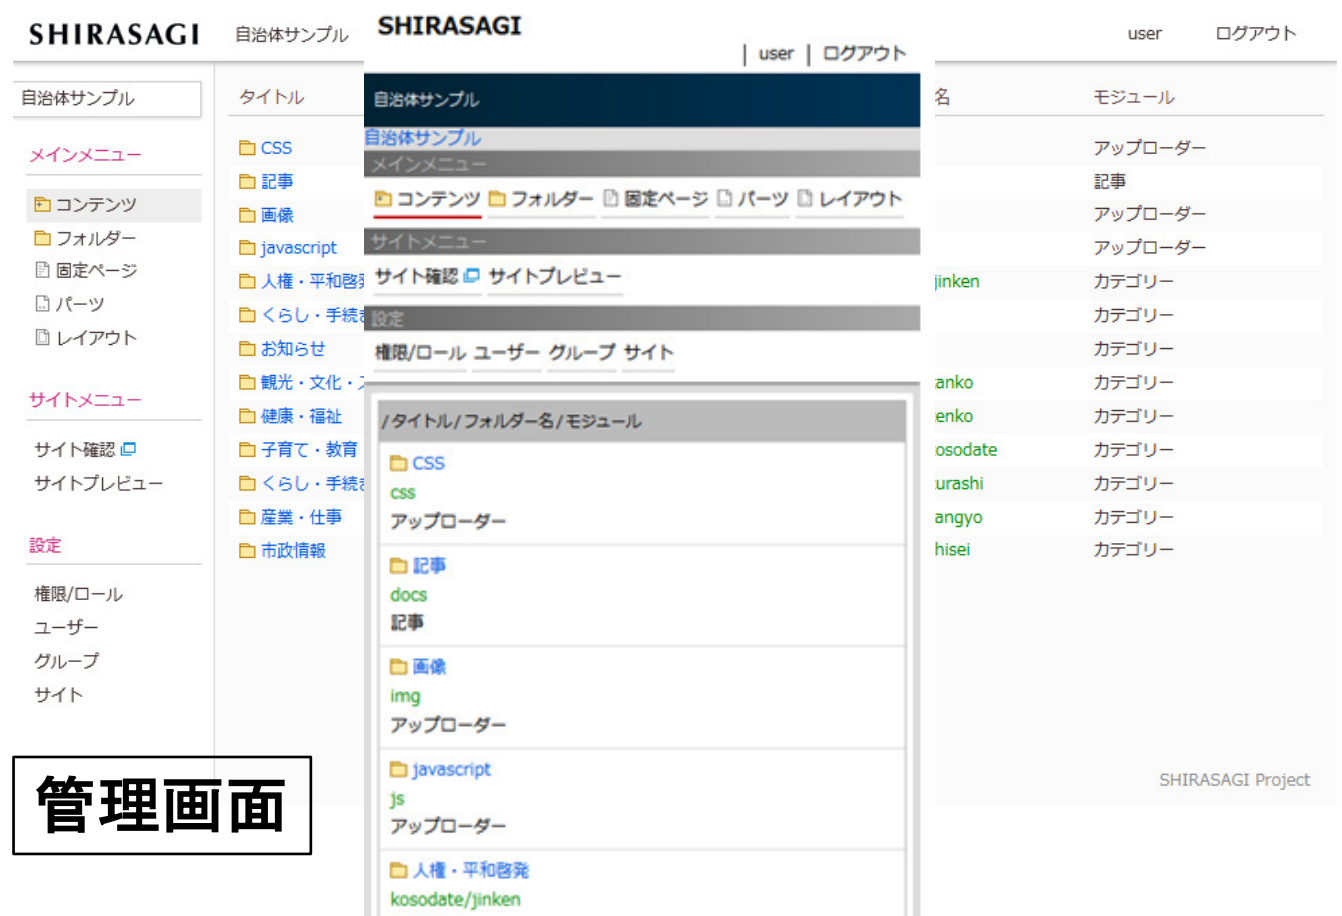 SHIRASAGI 自治体サンプル
user ログアウト
自治体サンプル
メインメニュー
コンテンツ
フォルダー
固定ページ
パーツ
レイアウト
サイトメニュー
サイト確認
サイトプレビュー
設定
権限/ロール
ユーザー
グループ
サイト
管理画面
タイトル
CSS
記事
画像
javascript
人権・平和啓
くらし・手続
お知らせ
観光・文化・
健康・福祉
子育て・教育
くらし・手続
産業・仕事
市政情報
SHIRASAGI
| user | ログアウト
自治体サンプル
自治体サンプル
メインメニュー
コンテンツ フォルダー 固定ページ パーツ レイアウト
サイトメニュー
サイト確認 サイトプレビュー
設定
権限/ロール ユーザー グループ サイト
/タイトル/フォルダー名/モジュール
CSS
css
アップローダー
記事
docs
記事
画像
img
アップローダー
javascript
js
アップローダー
人権・平和啓発
kosodate/jinken
名 モジュール
アップローダー
記事
アップローダー
アップローダー
jinken カテゴリー
カテゴリー
カテゴリー
anko カテゴリー
enko カテゴリー
osodate カテゴリー
urashi カテゴリー
angyo カテゴリー
hisei カテゴリー
SHIRASAGI Project